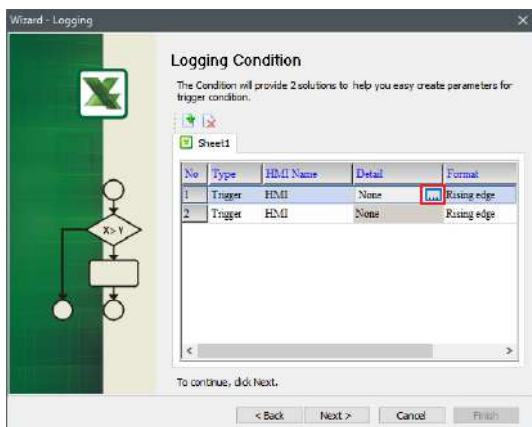 Wizard - Logging
Logging Condition
The Condition will provide 2 solutions to help you easy create parameters for
trigger condition.
Sheet1
No Type HMI Name Detail Format
1 Trigger HMI None ... Rising edge
2 Trigger HMI None Rising edge
X> Y
To continue, click Next.
< Back Next > Cancel Finish